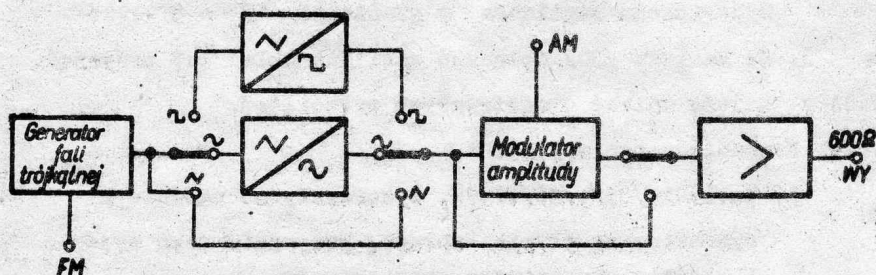 AM
Generator
fali
trójkątnej
Modulator
amplitudy
600Ω
WY
FM